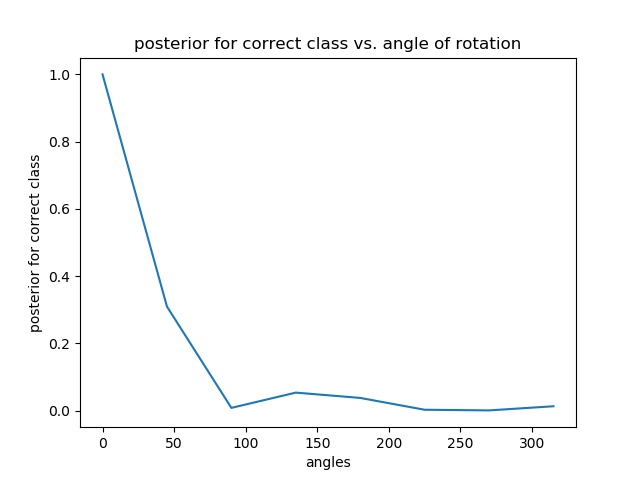 posterior for correct class vs. angle of rotation
posterior for correct class
1.0
0.8
0.6
0.4
0.2
0.0
0 50 100 150 200 250 300
angles